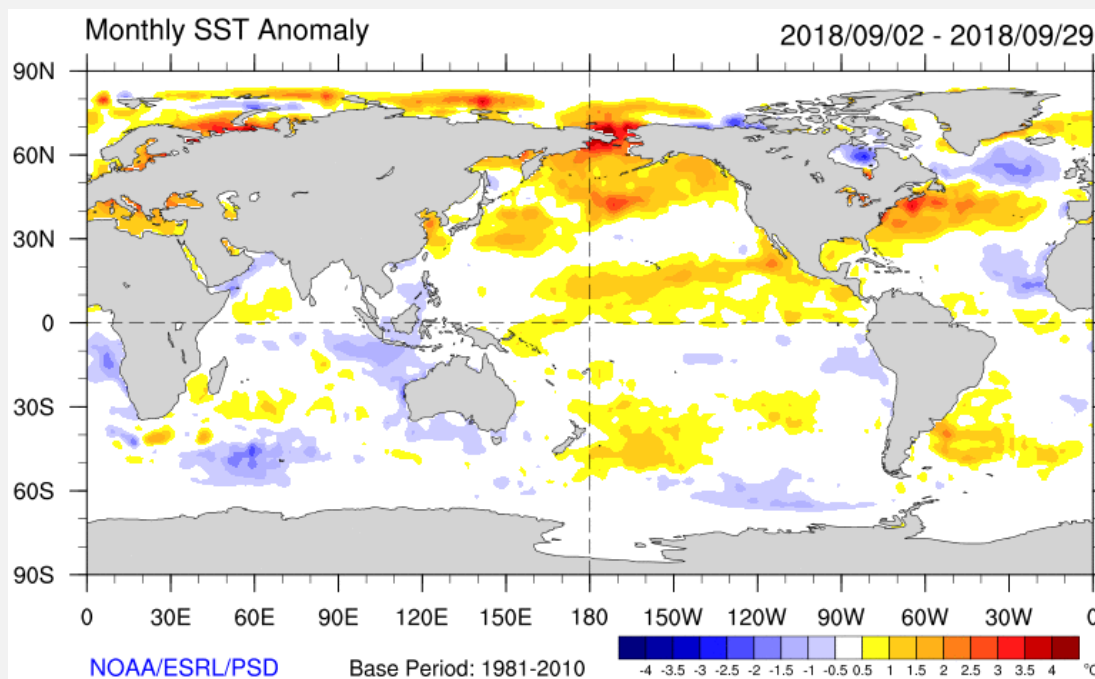 Monthly SST Anomaly 2018/09/02 - 2018/09/29
90N
60N
30N
0
30S
60S
90S
0 30E 60E 90E 120E 150E 180 150W 120W 90W 60W 30W 0
NOAA/ESRL/PSD Base Period: 1981-2010
-4 -3.5 -3 -2.5 -2 -1.5 -1 -0.5 0.5 1 1.5 2 2.5 3 3.5 4 °C